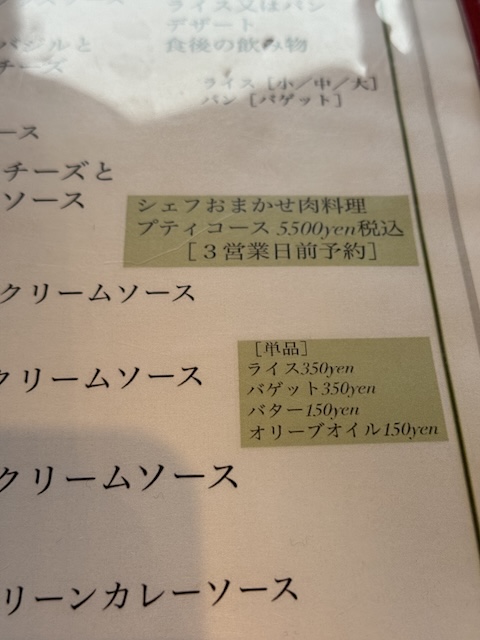 ライス又はパン
デザート
バジルと
食後の飲み物
チーズ
ライス［小／中／大］
パン［バゲット］
ース
チーズと
ソース
シェフおまかせ肉料理
プティコース 5.500yen税込
［３営業日前予約］
クリームソース
［単品］
ライス350yen
クリームソース
バゲット350yen
バター150yen
オリーブオイル150yen
クリームソース
リーンカレーソース